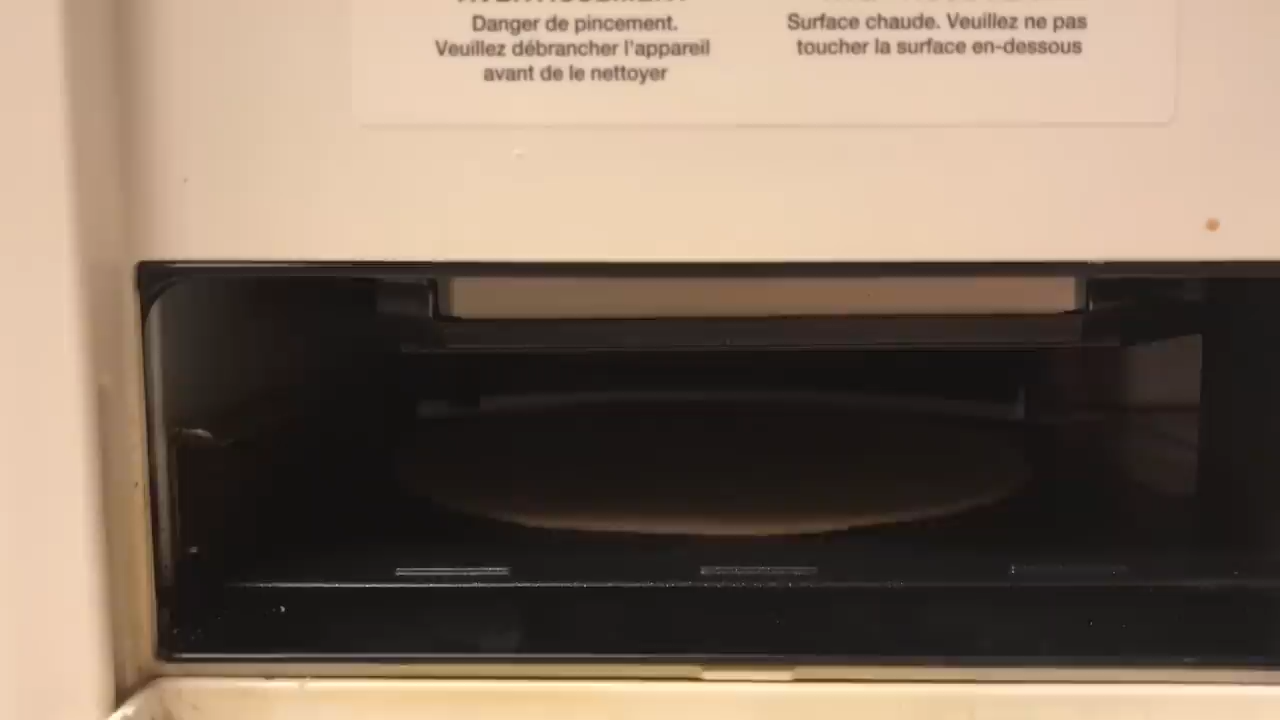 Danger de pincement.
Veuillez débrancher l'appareil
avant de le nettoyer
Surface chaude. Veuillez ne pas
toucher la surface en-dessous